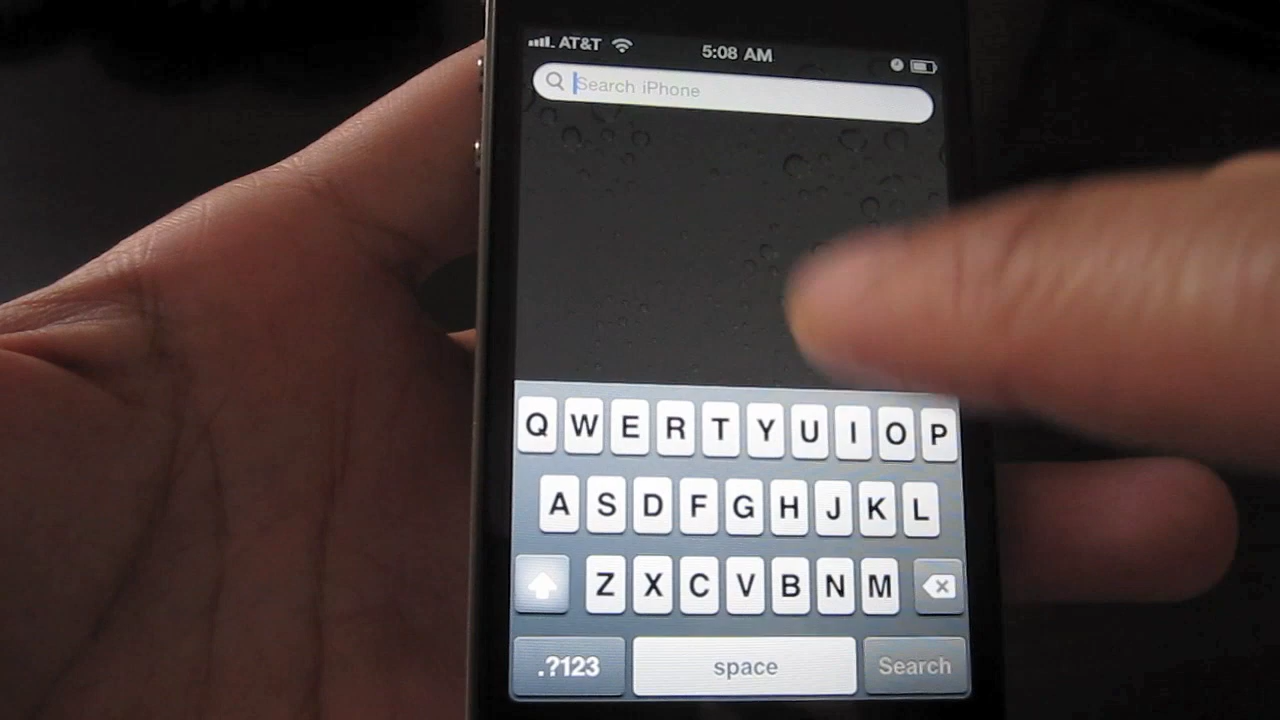 AT&T 5:08 AM
Search iPhone
Q W E R T Y U I O P
A S D F G H J K L
Z X C V B N M
.?123 space Search